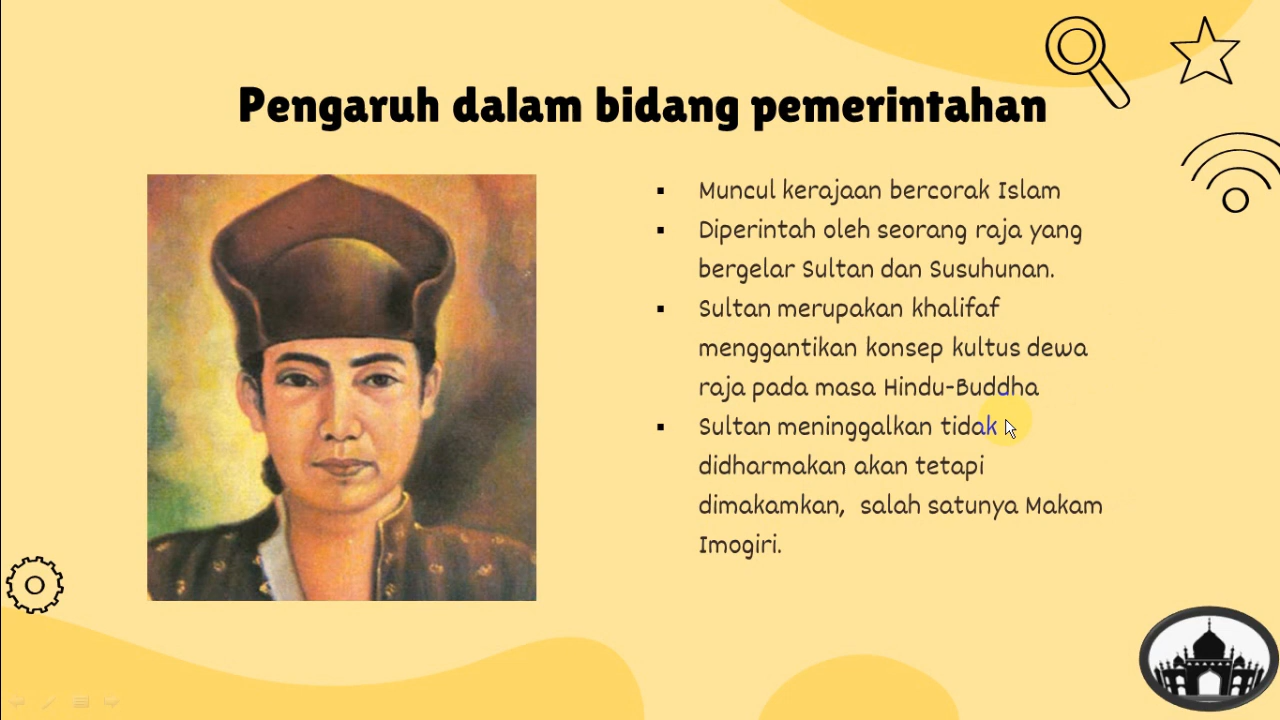 Pengaruh dalam bidang pemerintahan
Muncul kerajaan bercorak Islam
Diperintah oleh seorang raja yang
bergelar Sultan dan Susuhunan.
Sultan merupakan khalifaf
menggantikan konsep kultus dewa
raja pada masa Hindu-Buddha
Sultan meninggalkan tidak
didharmakan akan tetapi
dimakamkan, salah satunya Makam
Imogiri.